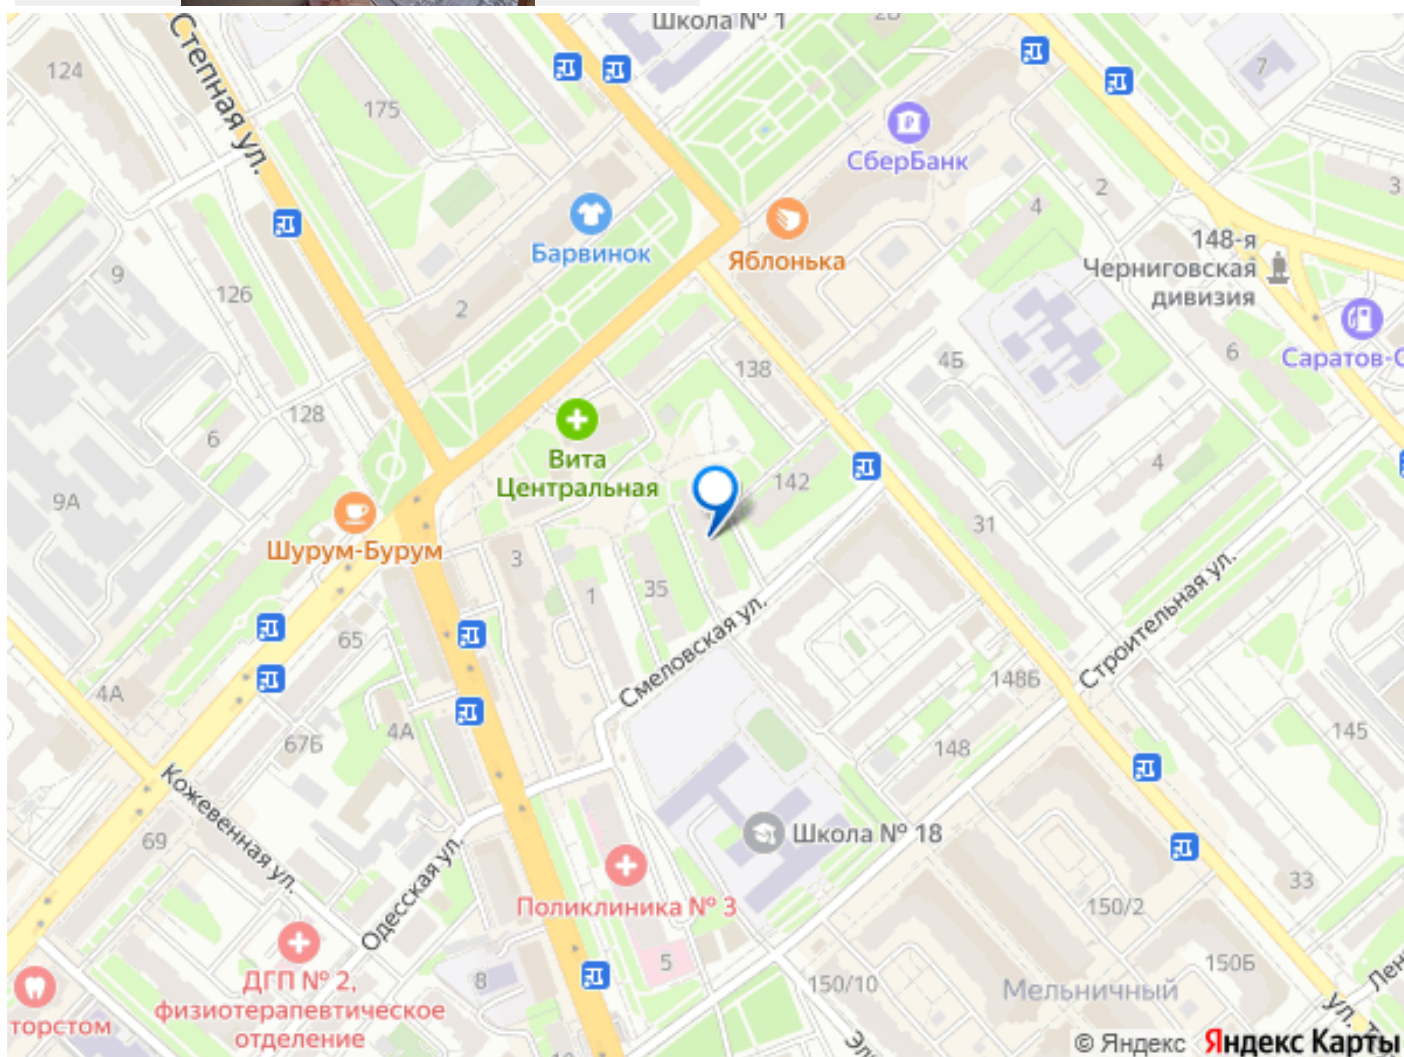 Школа № 1
2Б
Степная ул.
124
7
175
СберБанк
2
3
4
148-я
Черниговская
дивизия
Барвинок
Яблонька
9
126
2
6
Саратов-С
4Б
138
128
6
Вита
Центральная
142
4
9А
31
Шурум-Бурум
3
1
35
Смеловская ул.
Строительная ул.
65
4А
148Б
67Б
4А
148
145
Кожевенная ул.
69
Школа № 18
Одесская ул.
33
Поликлиника № 3
150/2
ДГП № 2,
физиотерапевтическое
отделение
8
5
150/10
150Б
Мельничный
Лен
торстом
Эле
Ул. Т
© Яндекс Яндекс Карты